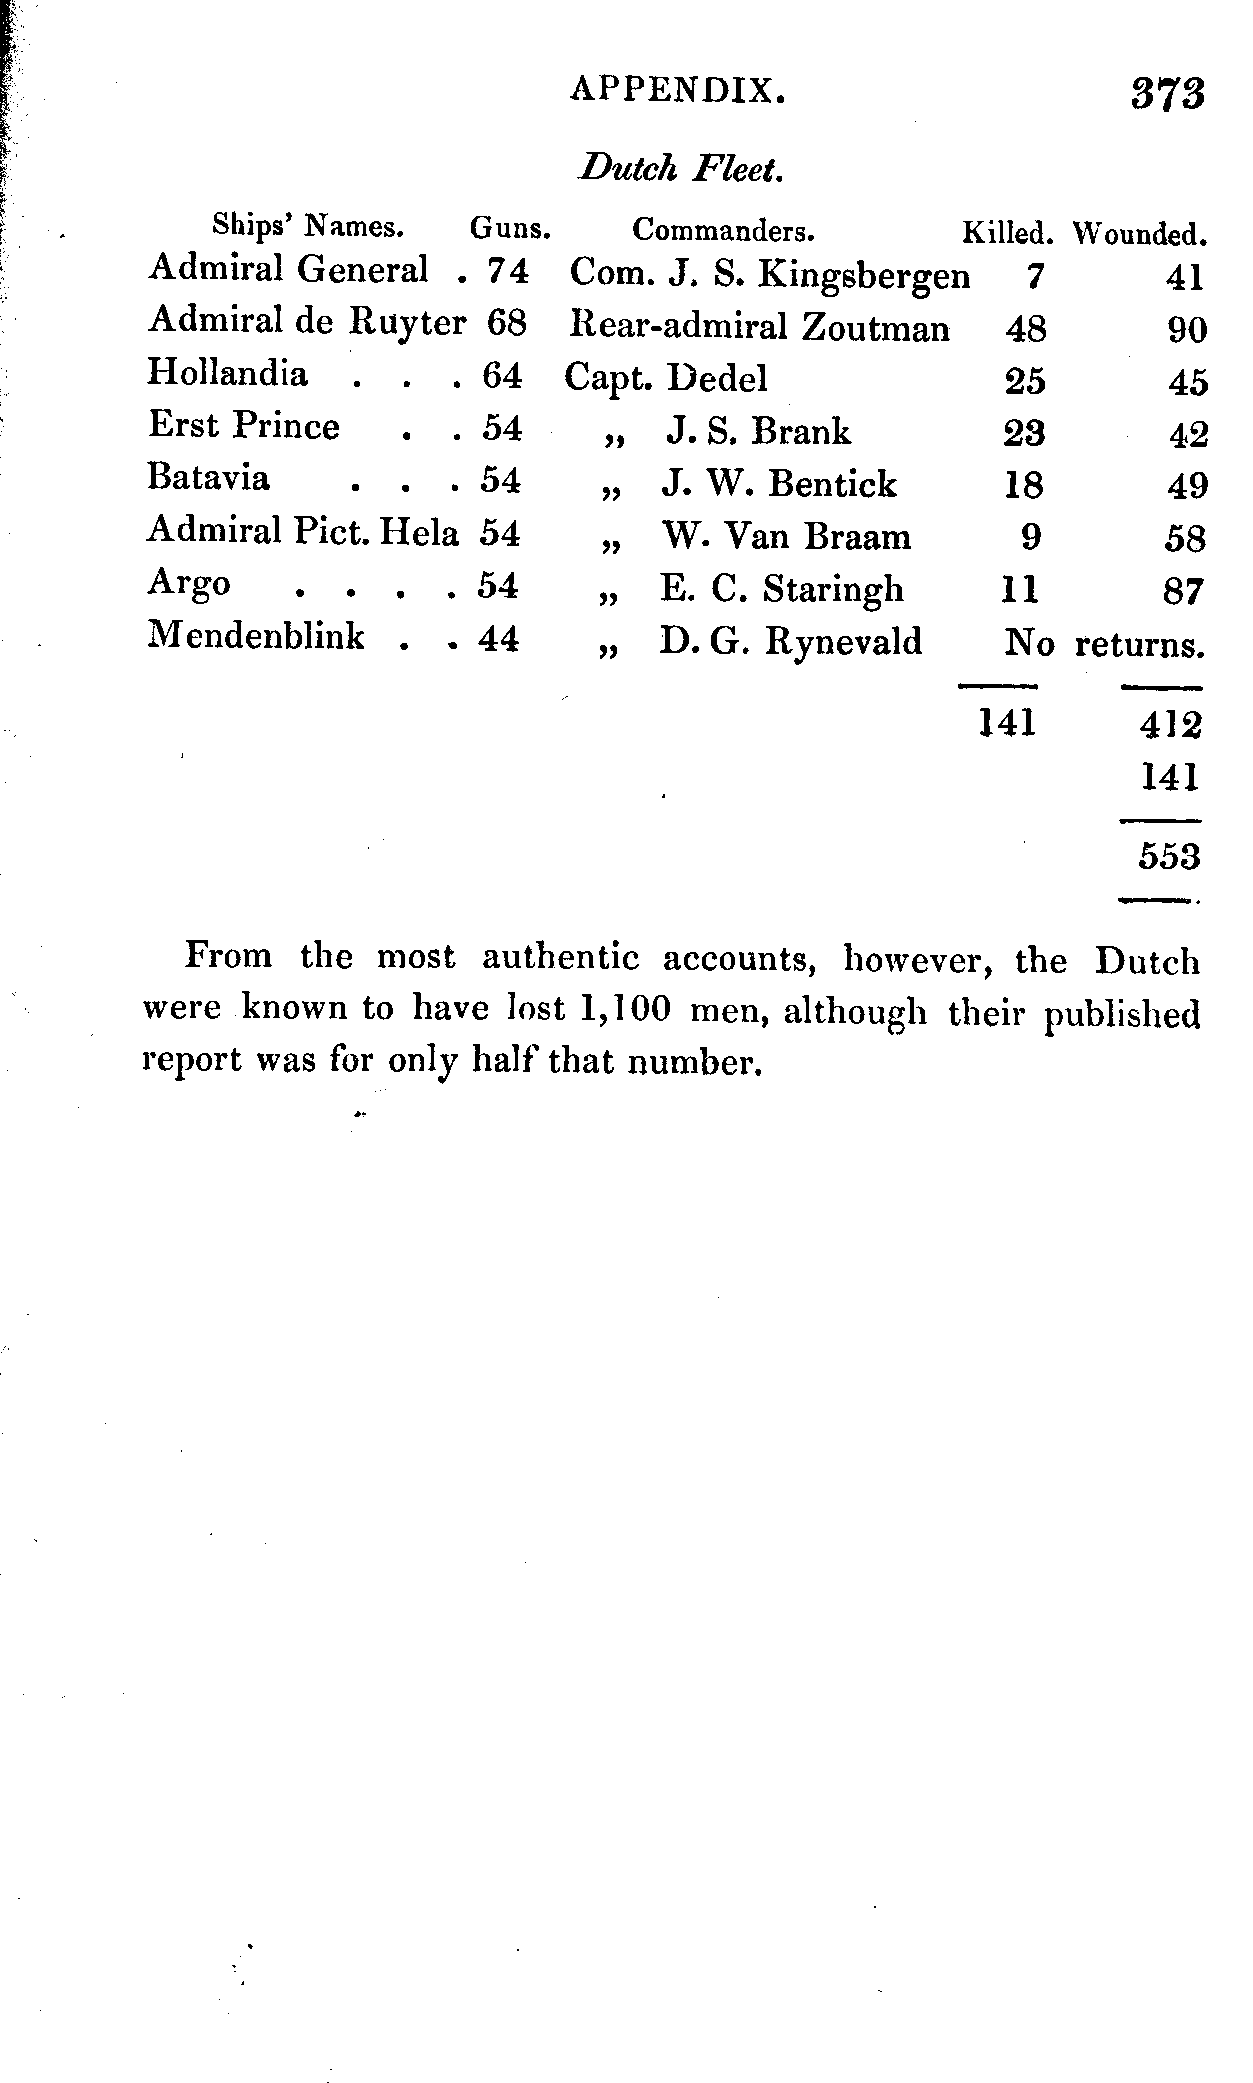 APPENDIX. 373
Dutch Fleet.
Ships' Names. Guns. Commanders. Killed. Wounded.
Admiral General . 74 Com. J. S. Kingsbergen 7 41
Admiral de Ruyter 68 Rear-admiral Zoutman 48 90
Hollandia . . . 64 Capt. Dedel 25 45
Erst Prince . . 54 „ J. S. Brank 23 42
Batavia . . . 54 „ J. W. Bentick 18 49
Admiral Pict. Hela 54 „ W. Van Braam 9 58
Argo . . . . 54 „ E. C. Staringh 11 87
Mendenblink . . 44 „ D. G. Rynevald No returns.
141 412
141
553
From the most authentic accounts, however, the Dutch
were known to have lost 1,100 men, although their published
report was for only half that number.